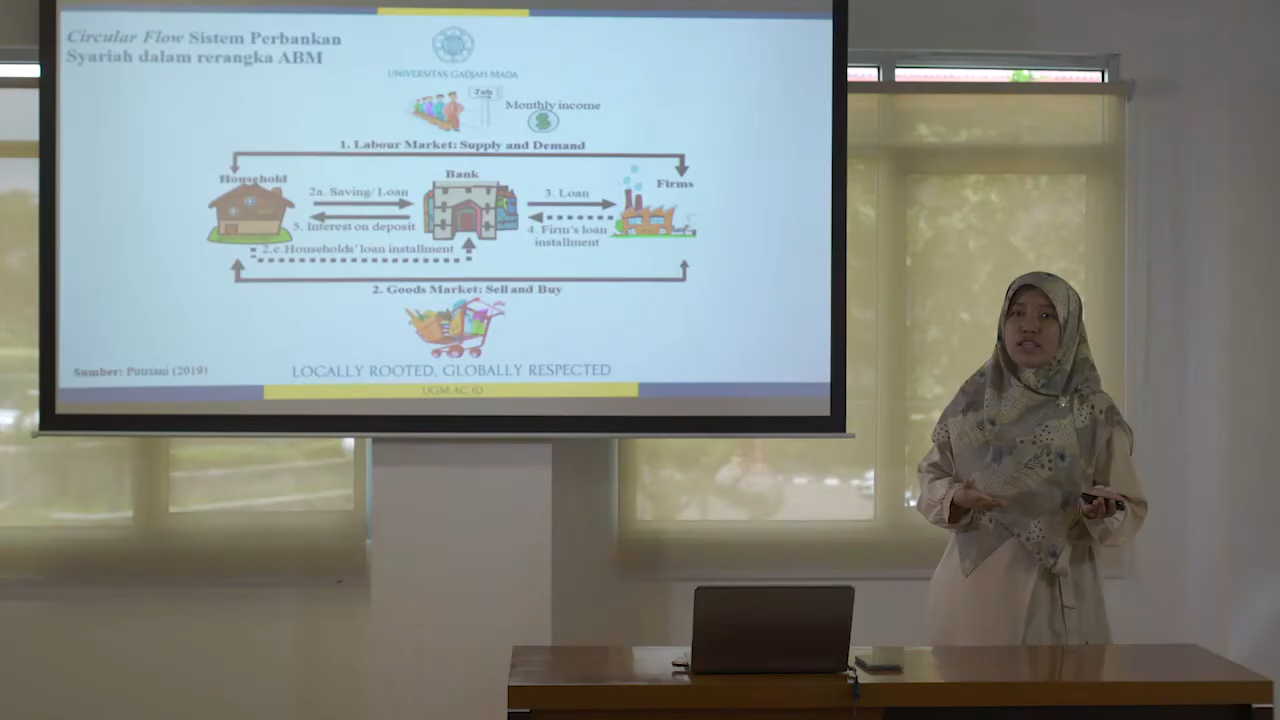 Circular Flow Sistem Perbankan
Syariah dalam rerangka ABM
UNIVERSITAS GADJAH MADA
Job
Monthly income
$
1. Labour Market: Supply and Demand
Household
Bank
Firms
2a. Saving/ Loan
3. Loan
5. Interest on deposit
4. Firm's loan
installment
2.c.Households' loan installment
2. Goods Market: Sell and Buy
Sumber: Putriani (2019)
LOCALLY ROOTED, GLOBALLY RESPECTED
UGM.AC.ID